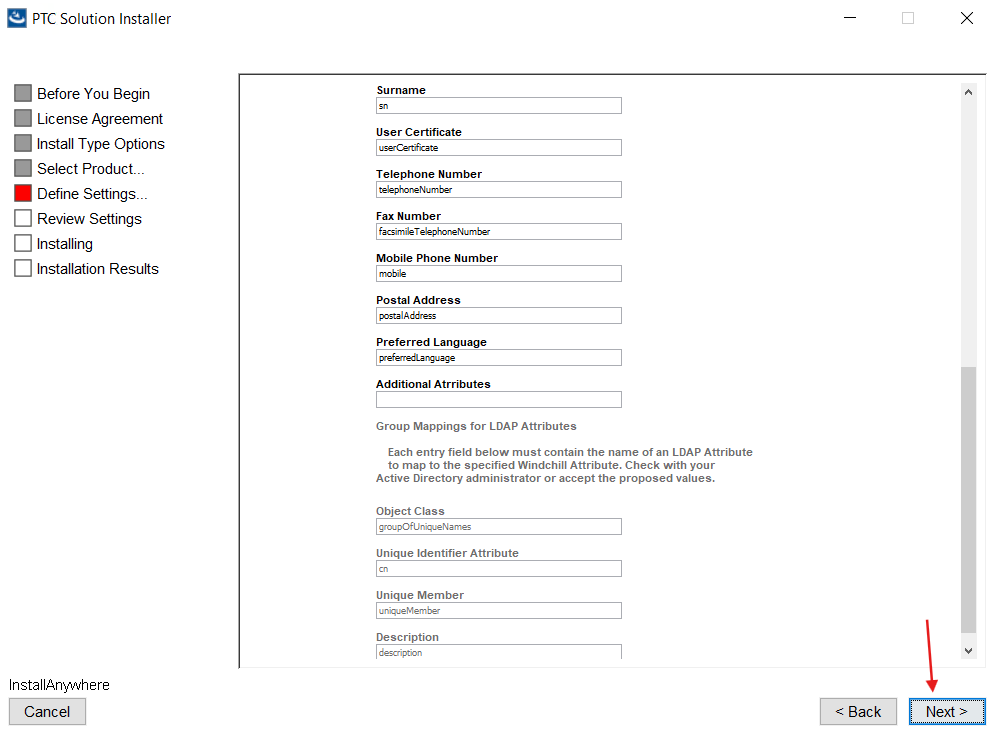 PTC Solution Installer
Before You Begin
License Agreement
Install Type Options
Select Product...
Define Settings...
Review Settings
Installing
Installation Results
Surname
sn
User Certificate
userCertificate
Telephone Number
telephoneNumber
Fax Number
facsimileTelephoneNumber
Mobile Phone Number
mobile
Postal Address
postalAddress
Preferred Language
preferredLanguage
Additional Atrributes
Group Mappings for LDAP Attributes
Each entry field below must contain the name of an LDAP Attribute
to map to the specified Windchill Attribute. Check with your
Active Directory administrator or accept the proposed values.
Object Class
groupOfUniqueNames
Unique Identifier Attribute
cn
Unique Member
uniqueMember
Description
description
InstallAnywhere
Cancel
< Back
Next >